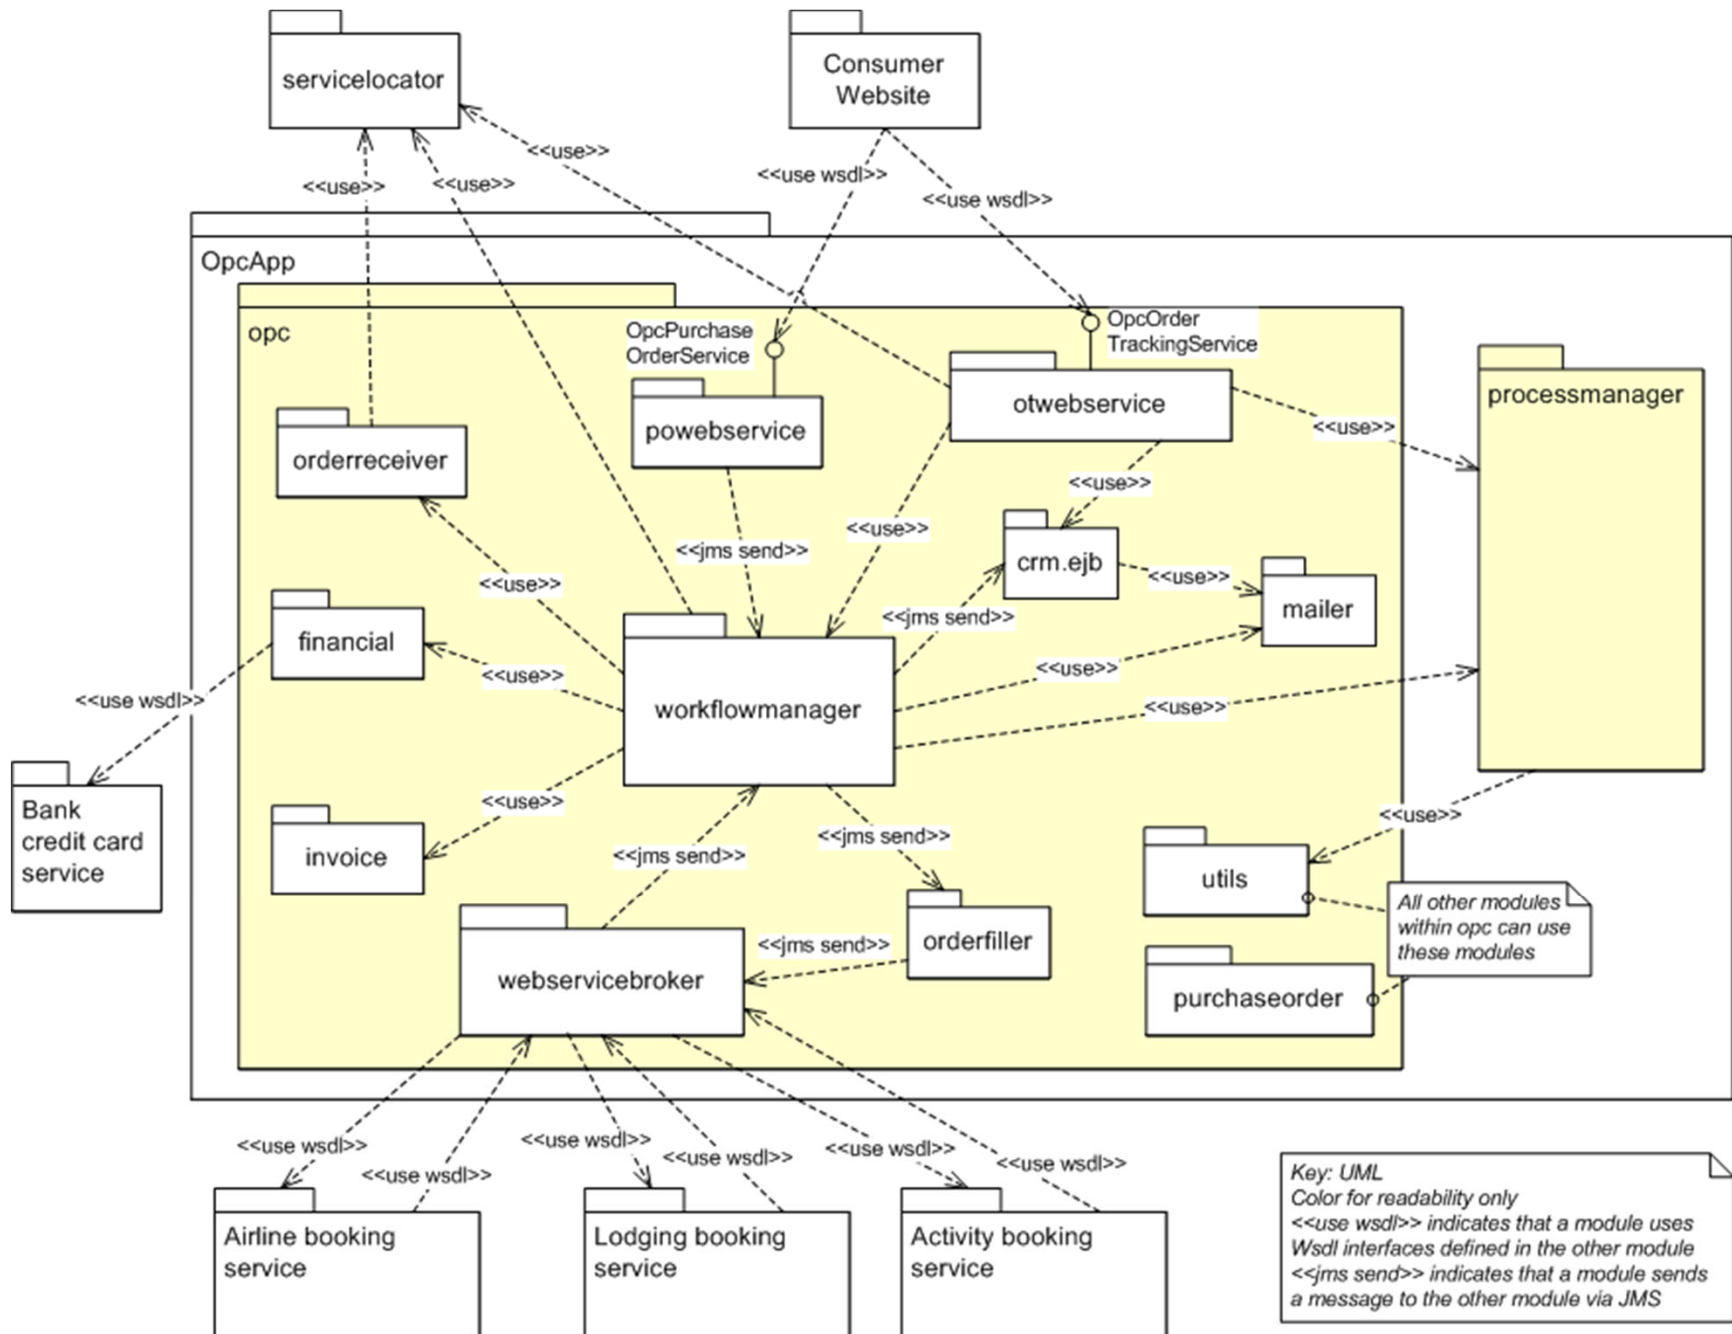 servicelocator
Consumer
Website
<<use>>
<<use wsdl>>
<<use>>
<<use>>
<<use wsdl>>
OpcApp
opc
OpcPurchase
OrderService
OpcOrder
TrackingService
processmanager
otwebservice
powebservice
<<use>>
orderreceiver
<<use>>
<<use>>
<<jms send>>
crm.ejb
<<use>>
<<use>>
mailer
<<jms send>>
financial
<<use>>
<<use>>
<<use wsdl>>
workflowmanager
<<use>>
Bank
credit card
service
<<use>>
<<use>>
<<jms send>>
<<jms send>>
invoice
utils
All other modules
within opc can use
these modules
<<jms send>>
orderfiller
webservicebroker
purchaseorder
<<use wsdl>>
<<use wsdl>>
<<use wsdl>>
<<use wsdl>>
<<use wsdl>>
<<use wsdl>>
Airline booking
service
Lodging booking
service
Activity booking
service
Key: UML
Color for readability only
<<use wsdl>> indicates that a module uses
Wsdl interfaces defined in the other module
<<jms send>> indicates that a module sends
a message to the other module via JMS